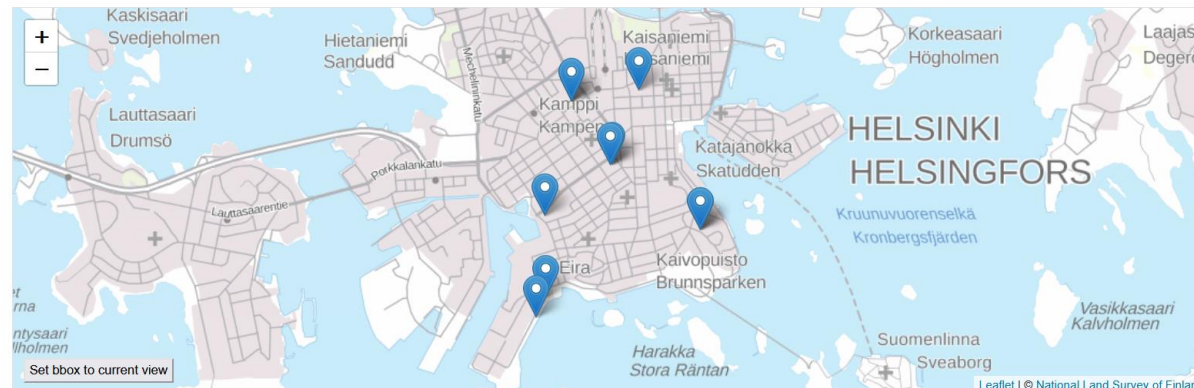 +
−
Kaskisaari
Svedjeholmen
Hietaniemi
Sandudd
Mechelininkatu
Kaisaniemi
Korkeasaari
Högholmen
Laajas
Degerö
Lauttasaari
Drumsö
Kamppi
Kampen
Porkkalankatu
Katajanokka
Skatudden
HELSINKI
HELSINGFORS
Lauttasaarentie
Kruunuvuorenselkä
Kronbergsfjärden
Eira
Kaivopuisto
Brunnsparken
Vasikkasaari
Kalvholmen
ntysaari
llholmen
Harakka
Stora Räntan
Suomenlinna
Sveaborg
Set bbox to current view
Leaflet | © National Land Survey of Finlan